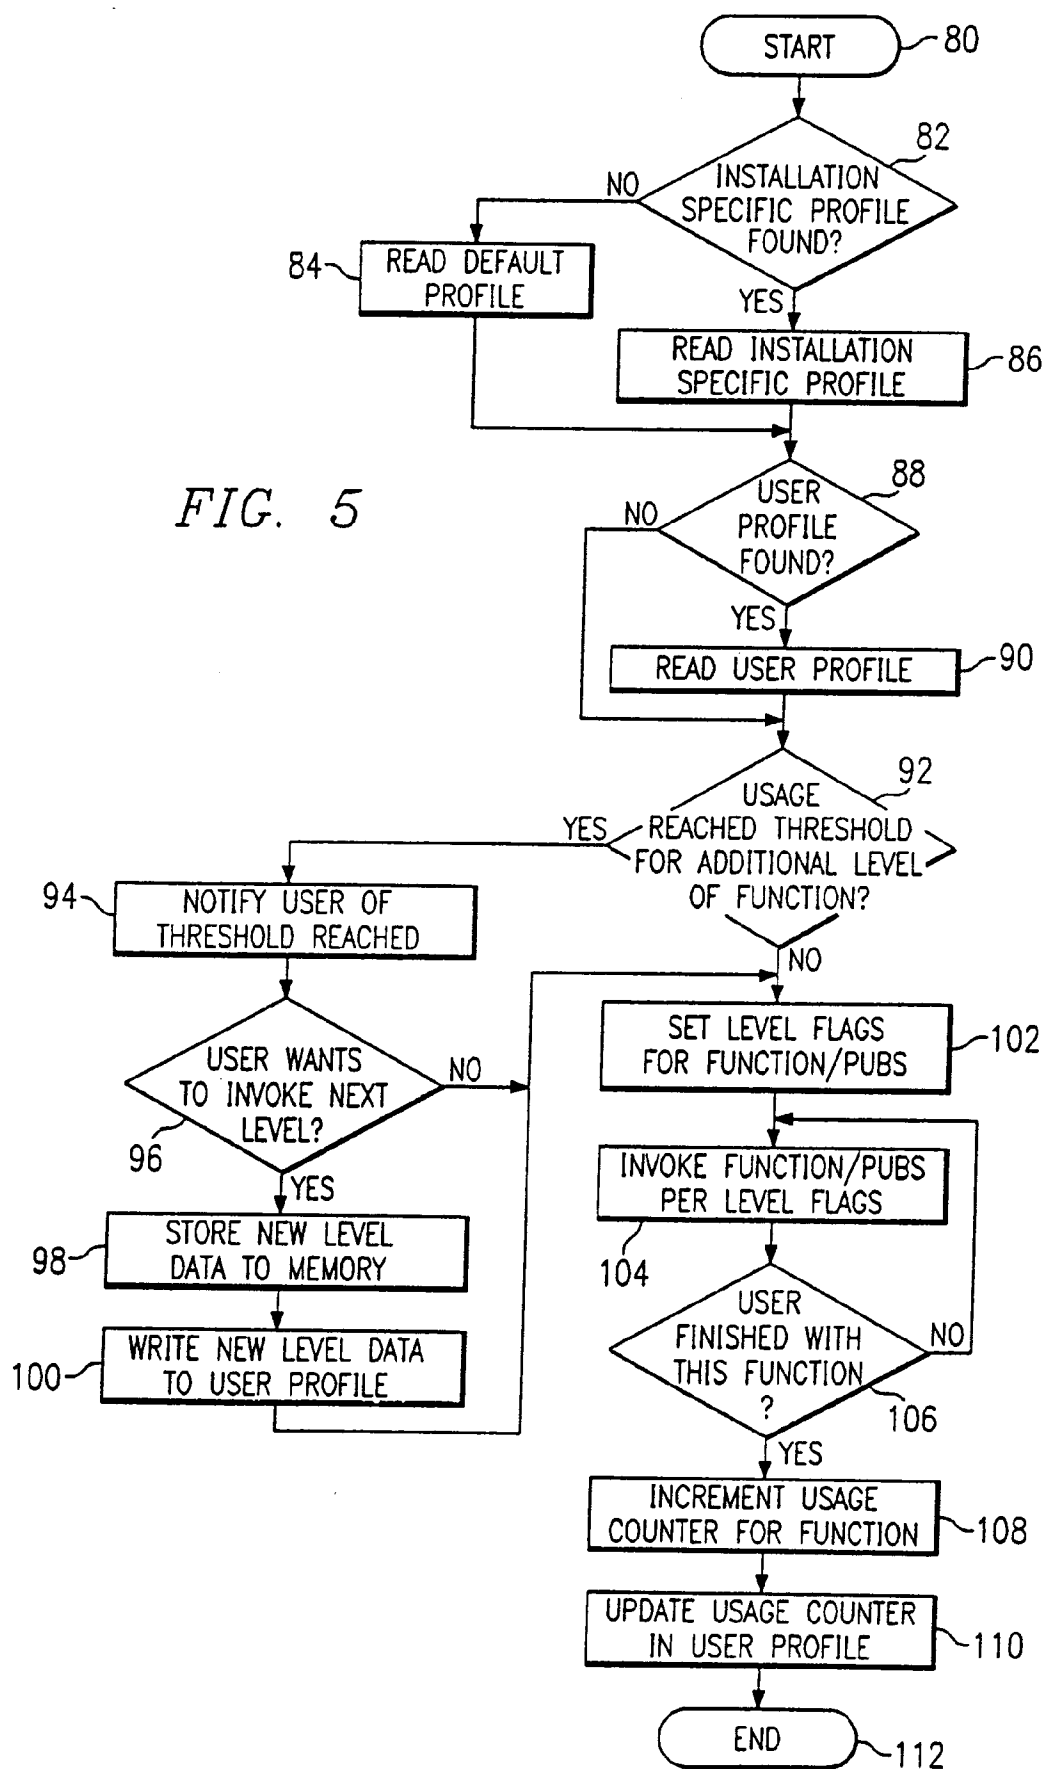 START
80
82
INSTALLATION
SPECIFIC PROFILE
FOUND?
NO
84
READ DEFAULT
PROFILE
YES
READ INSTALLATION
SPECIFIC PROFILE
86
FIG. 5
88
USER
PROFILE
FOUND?
NO
YES
READ USER PROFILE
90
92
USAGE
REACHED THRESHOLD
FOR ADDITIONAL LEVEL
OF FUNCTION?
YES
94
NOTIFY USER OF
THRESHOLD REACHED
NO
USER WANTS
TO INVOKE NEXT
LEVEL?
NO
96
YES
98
STORE NEW LEVEL
DATA TO MEMORY
100
WRITE NEW LEVEL DATA
TO USER PROFILE
SET LEVEL FLAGS
FOR FUNCTION/PUBS
102
INVOKE FUNCTION/PUBS
PER LEVEL FLAGS
104
USER
FINISHED WITH
THIS FUNCTION
?
NO
106
YES
INCREMENT USAGE
COUNTER FOR FUNCTION
108
UPDATE USAGE COUNTER
IN USER PROFILE
110
END
112